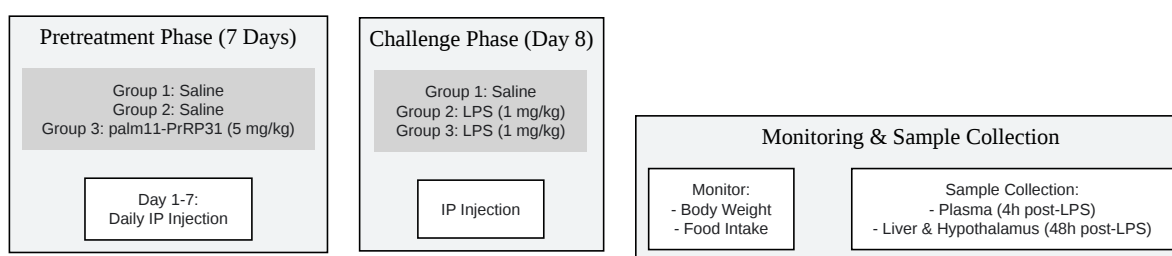 Pretreatment Phase (7 Days)
Group 1: Saline
Group 2: Saline
Group 3: palm11-PrRP31 (5 mg/kg)
Day 1-7:
Daily IP Injection
Challenge Phase (Day 8)
Group 1: Saline
Group 2: LPS (1 mg/kg)
Group 3: LPS (1 mg/kg)
IP Injection
Monitoring & Sample Collection
Monitor:
- Body Weight
- Food Intake
Sample Collection:
- Plasma (4h post-LPS)
- Liver & Hypothalamus (48h post-LPS)